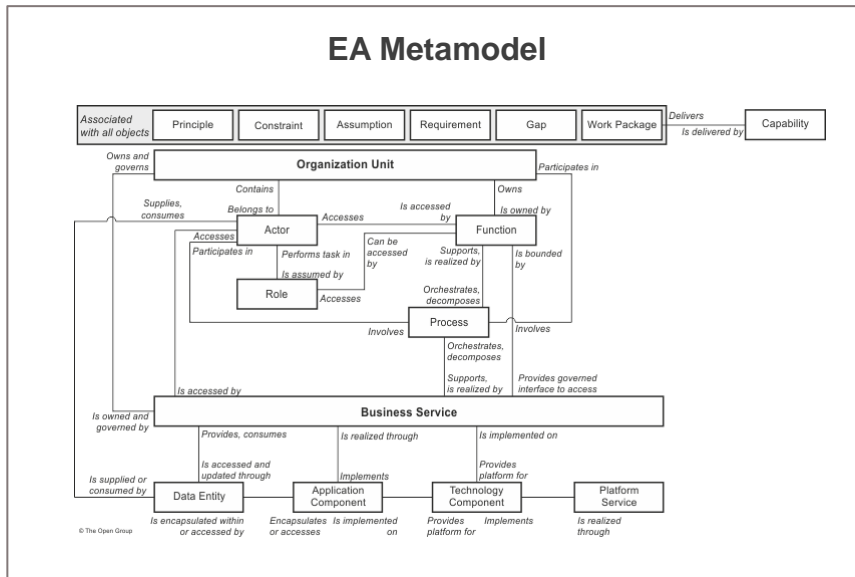 EA Metamodel
Associated
with all objects
Principle
Constraint
Assumption
Requirement
Gap
Work Package
Delivers
Is delivered by
Capability
Owns and
governs
Organization Unit
Participates in
Contains
Owns
Supplies,
consumes
Belongs to
Accesses
Is accessed
by
Is owned by
Actor
Function
Accesses
Participates in
Performs task in
Can be
accessed
by
Supports,
is realized by
Is bounded
by
Is assumed by
Role
Accesses
Orchestrates,
decomposes
Process
Involves
Involves
Orchestrates,
decomposes
Is accessed by
Supports,
is realized by
Provides governed
interface to access
Business Service
Is owned and
governed by
Provides, consumes
Is realized through
Is implemented on
Is accessed and
updated through
Implements
Provides
platform for
Is supplied or
consumed by
Data Entity
Application
Component
Technology
Component
Platform
Service
Is encapsulated within
or accessed by
Encapsulates
or accesses
Is implemented
on
Provides
platform for
Implements
Is realized
through
© The Open Group